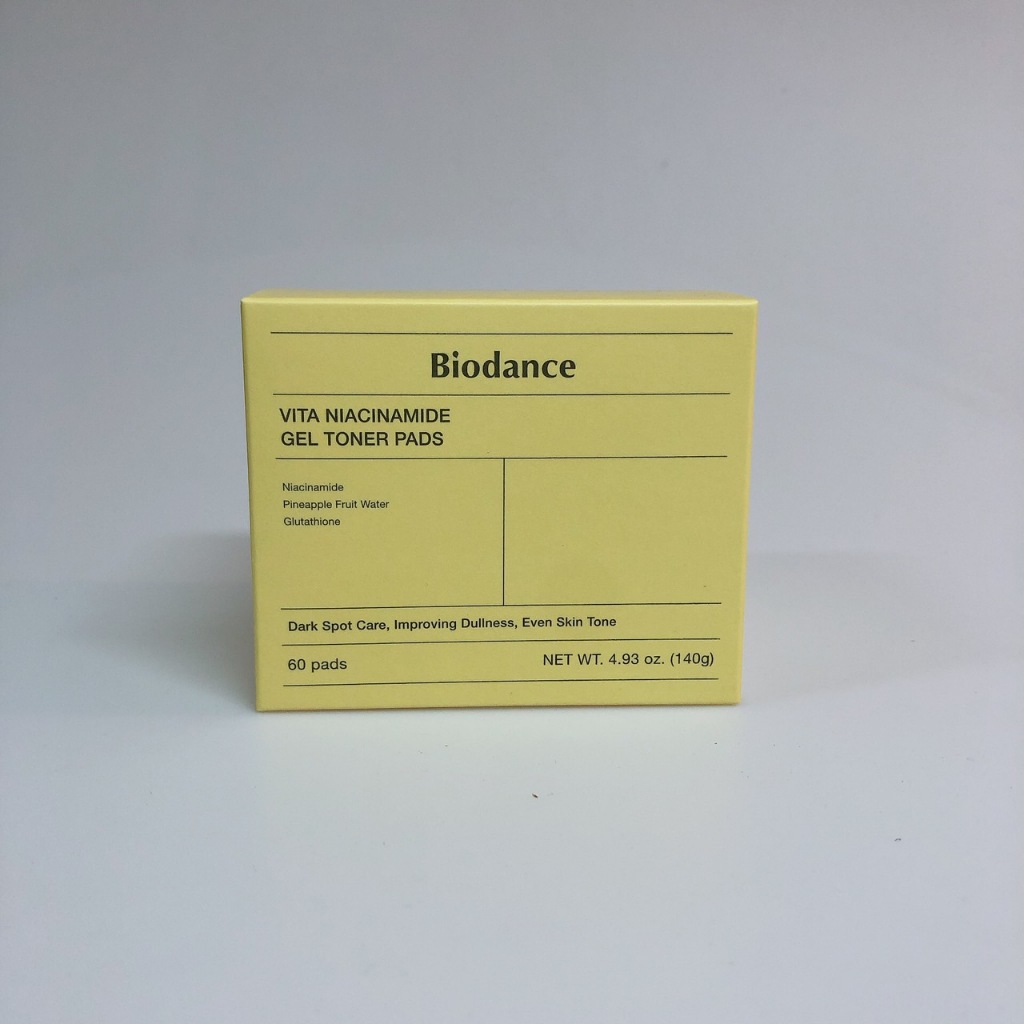 Biodance
VITA NIACINAMIDE
GEL TONER PADS
Niacinamide
Pineapple Fruit Water
Glutathione
Dark Spot Care, Improving Dullness, Even Skin Tone
60 pads
NET WT. 4.93 oz. (140g)